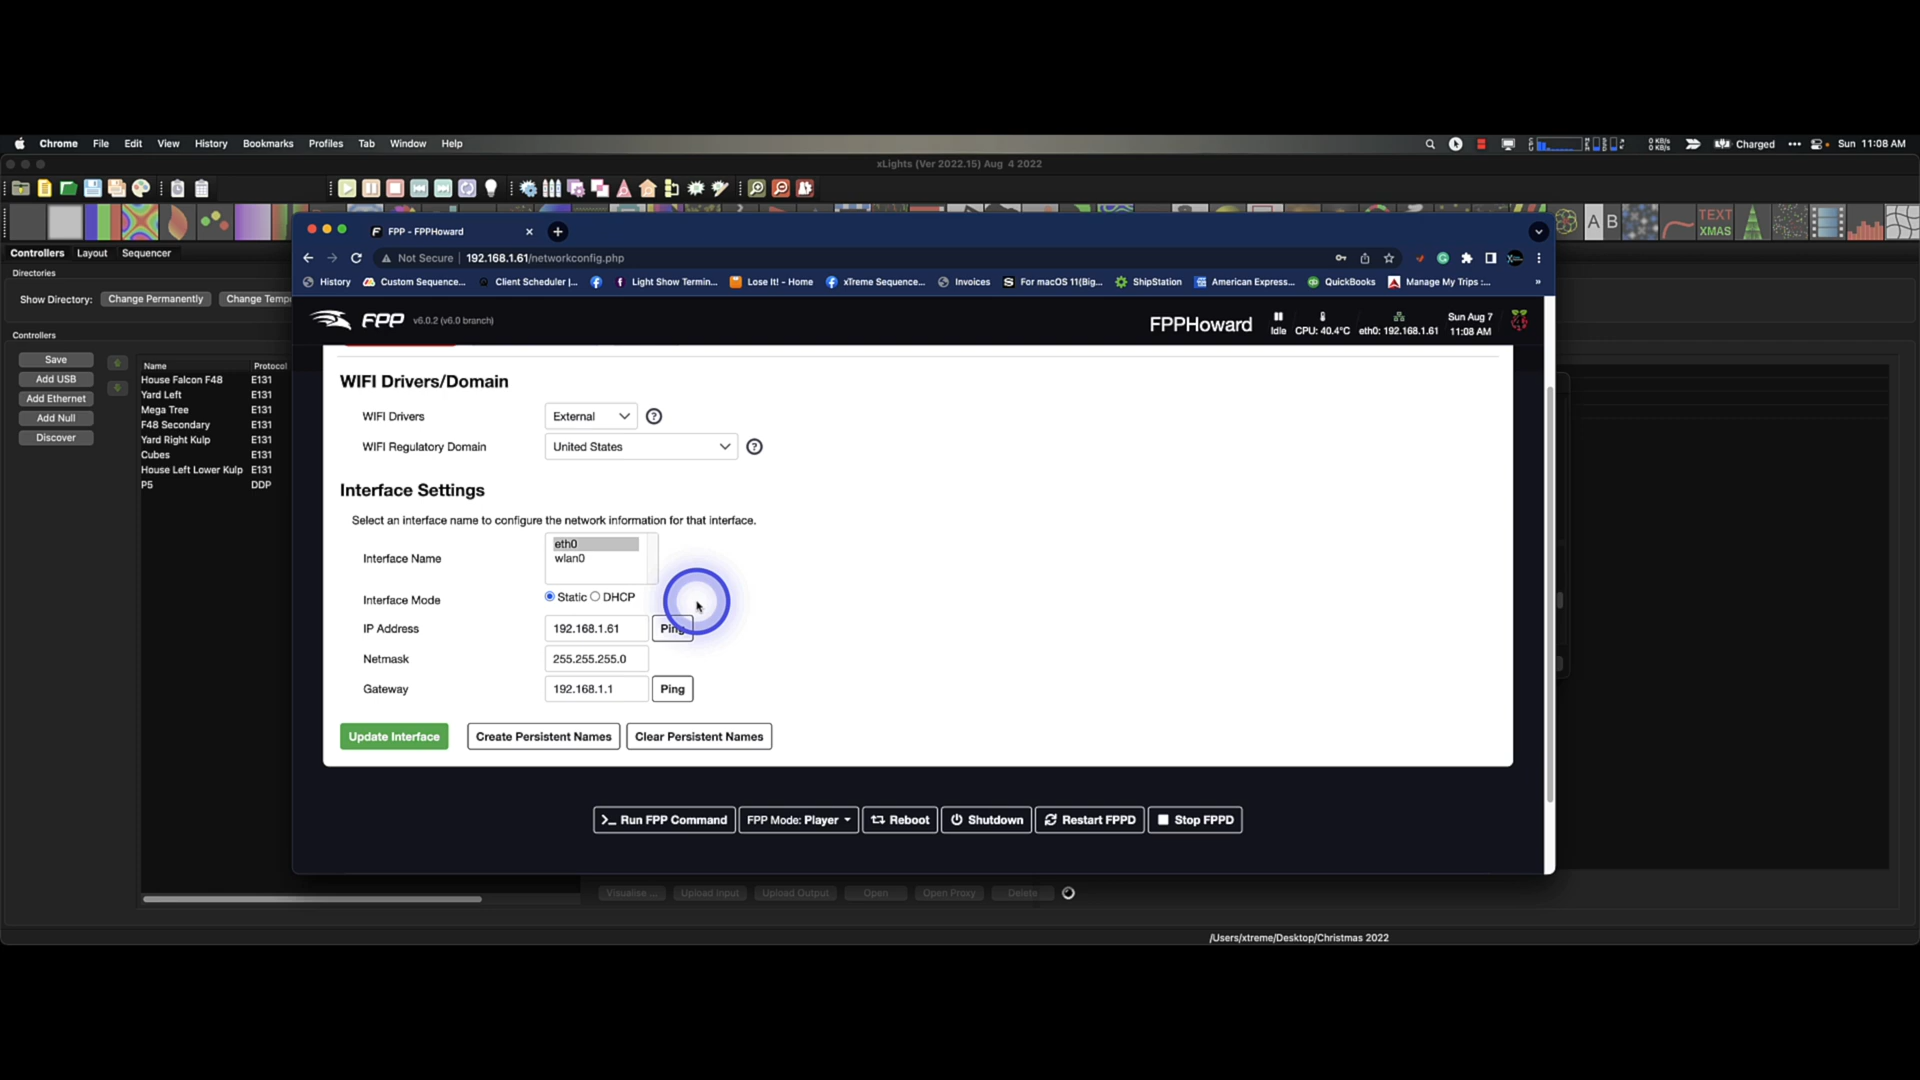 Chrome File Edit View History Bookmarks Profiles Tab Window Help
0 KB/s
0 KB/s
Charged
Sun 11:08 AM
xLights (Ver 2022.15) Aug 4 2022
A B
TEXT
XMAS
FPP - FPPHoward
Controllers Layout Sequencer
Not Secure 192.168.1.61/networkconfig.php
Directories
History Custom Sequence... Client Scheduler |... Light Show Termin... Lose It! - Home xTreme Sequence... Invoices For macOS 11(Big... ShipStation American Express... QuickBooks Manage My Trips :...
Show Directory: Change Permanently Change Temp
FPP v6.0.2 (v6.0 branch)
FPPHoward
Idle CPU: 40.4°C eth0: 192.168.1.61
Sun Aug 7
11:08 AM
Controllers
Save
Add USB
Add Ethernet
Add Null
Discover
Name Protocol
House Falcon F48 E131
Yard Left E131
Mega Tree E131
F48 Secondary E131
Yard Right Kulp E131
Cubes E131
House Left Lower Kulp E131
P5 DDP
WIFI Drivers/Domain
WIFI Drivers External ?
WIFI Regulatory Domain United States ?
Interface Settings
Select an interface name to configure the network information for that interface.
Interface Name
eth0
wlan0
Interface Mode Static DHCP
IP Address 192.168.1.61 Ping
Netmask 255.255.255.0
Gateway 192.168.1.1 Ping
Update Interface Create Persistent Names Clear Persistent Names
>_ Run FPP Command FPP Mode: Player Reboot Shutdown Restart FPPD Stop FPPD
Visualise ... Upload Input Upload Output Open Open Proxy Delete
/Users/xtreme/Desktop/Christmas 2022